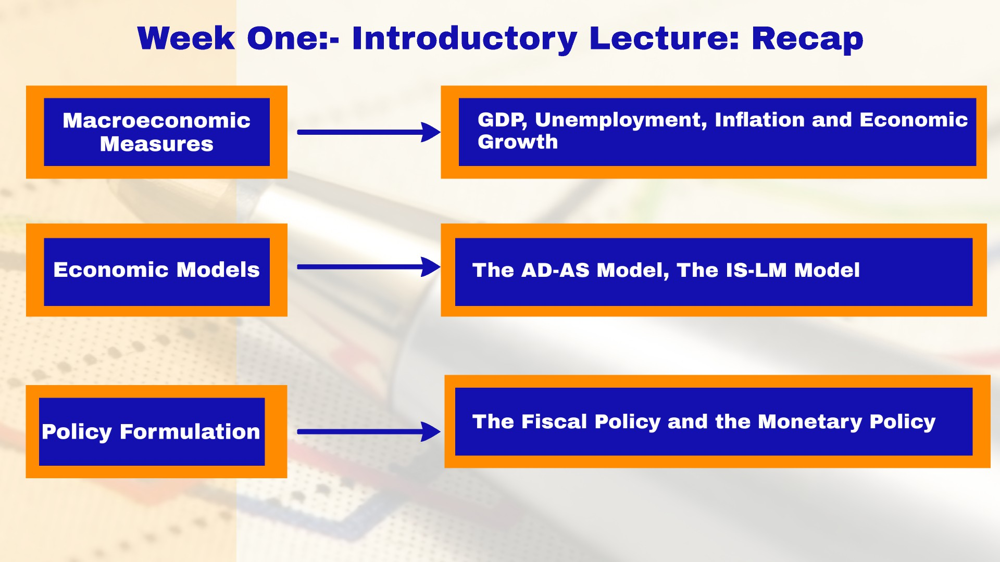 Week One:- Introductory Lecture: Recap
Macroeconomic
Measures
GDP, Unemployment, Inflation and Economic
Growth
Economic Models
The AD-AS Model, The IS-LM Model
Policy Formulation
The Fiscal Policy and the Monetary Policy